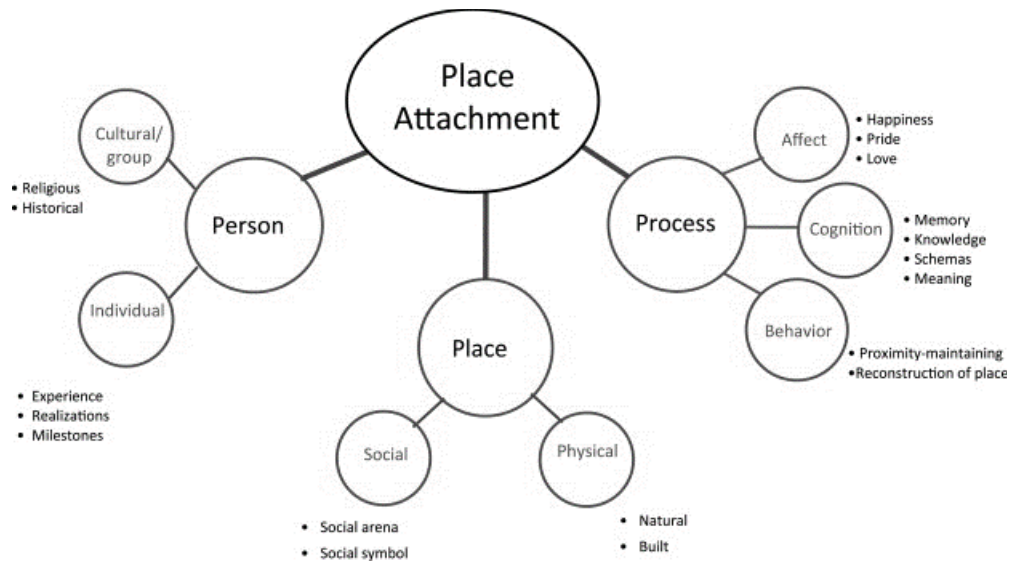 Place
Attachment
Cultural/
group
• Religious
• Historical
Person
Individual
• Experience
• Realizations
• Milestones
Place
Social
• Social arena
• Social symbol
Physical
• Natural
• Built
Process
Affect
• Happiness
• Pride
• Love
Cognition
• Memory
• Knowledge
• Schemas
• Meaning
Behavior
• Proximity-maintaining
•Reconstruction of place